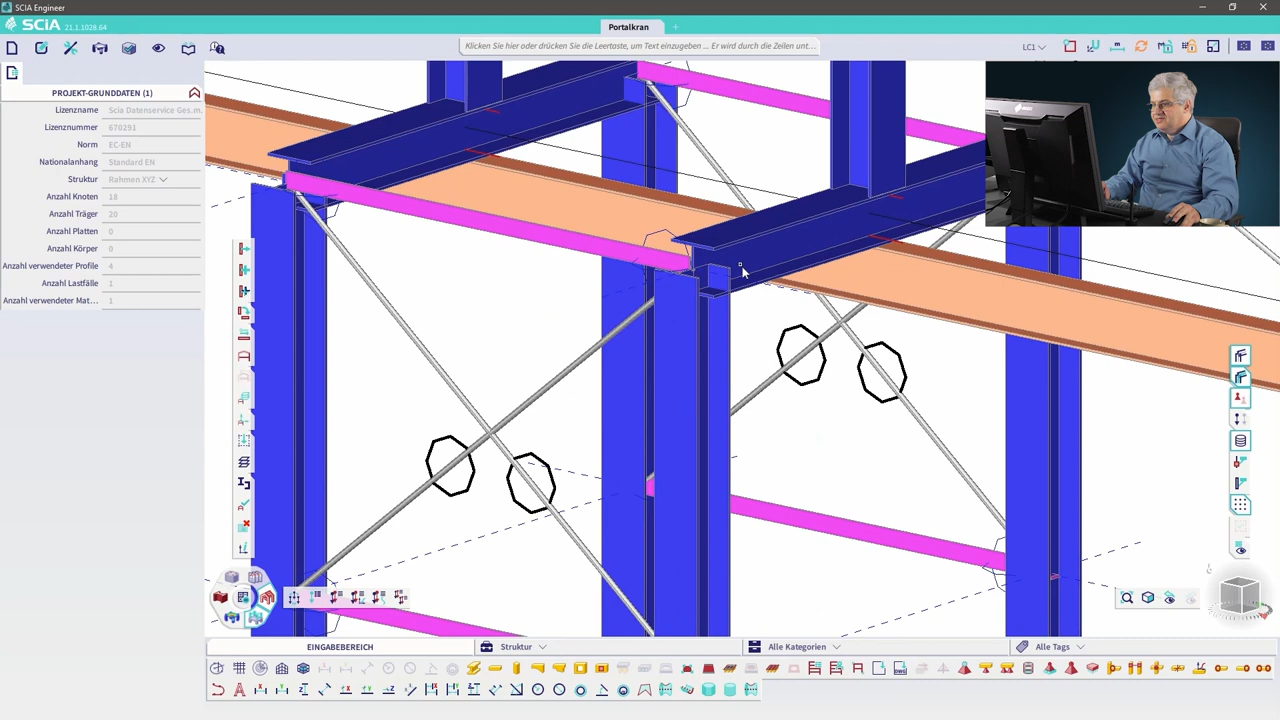 SCIA Engineer
SCIA 21.1.1028.64
Portalkran
Klicken Sie hier oder drücken Sie die Leertaste, um Text einzugeben ... Er wird durch die Zeilen unt...
LC1
PROJEKT-GRUNDDATEN (1)
Lizenzname Scia Datenservice Ges.m.
Lizenznummer 670291
Norm EC-EN
Nationalanhang Standard EN
Struktur Rahmen XYZ
Anzahl Knoten 18
Anzahl Träger 20
Anzahl Platten 0
Anzahl Körper 0
Anzahl verwendeter Profile 4
Anzahl Lastfälle 1
Anzahl verwendeter Mat... 1
EINGABEBEREICH
Struktur
Alle Kategorien
Alle Tags